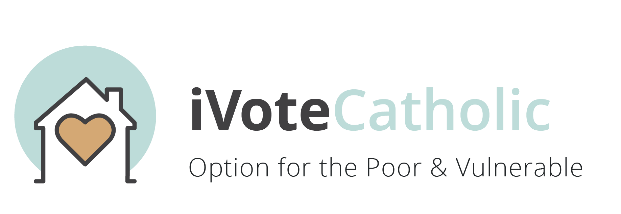 iVoteCatholic
Option for the Poor & Vulnerable